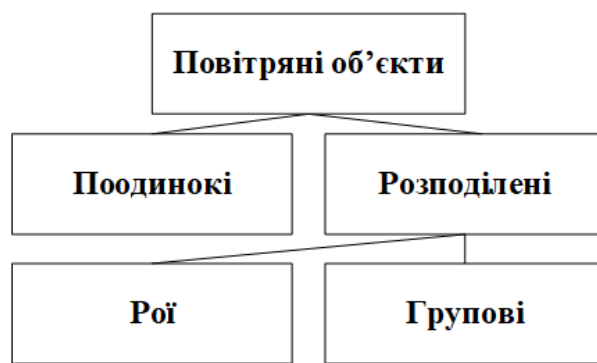 Повітряні об’єкти
Поодинокі
Розподілені
Рої
Групові